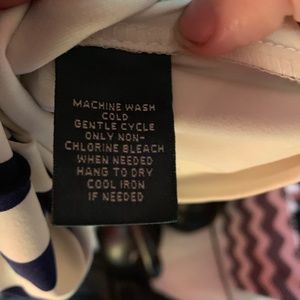 MACHINE WASH
COLD
GENTLE CYCLE
ONLY NON-
CHLORINE BLEACH
WHEN NEEDED
HANG TO DRY
COOL IRON
IF NEEDED